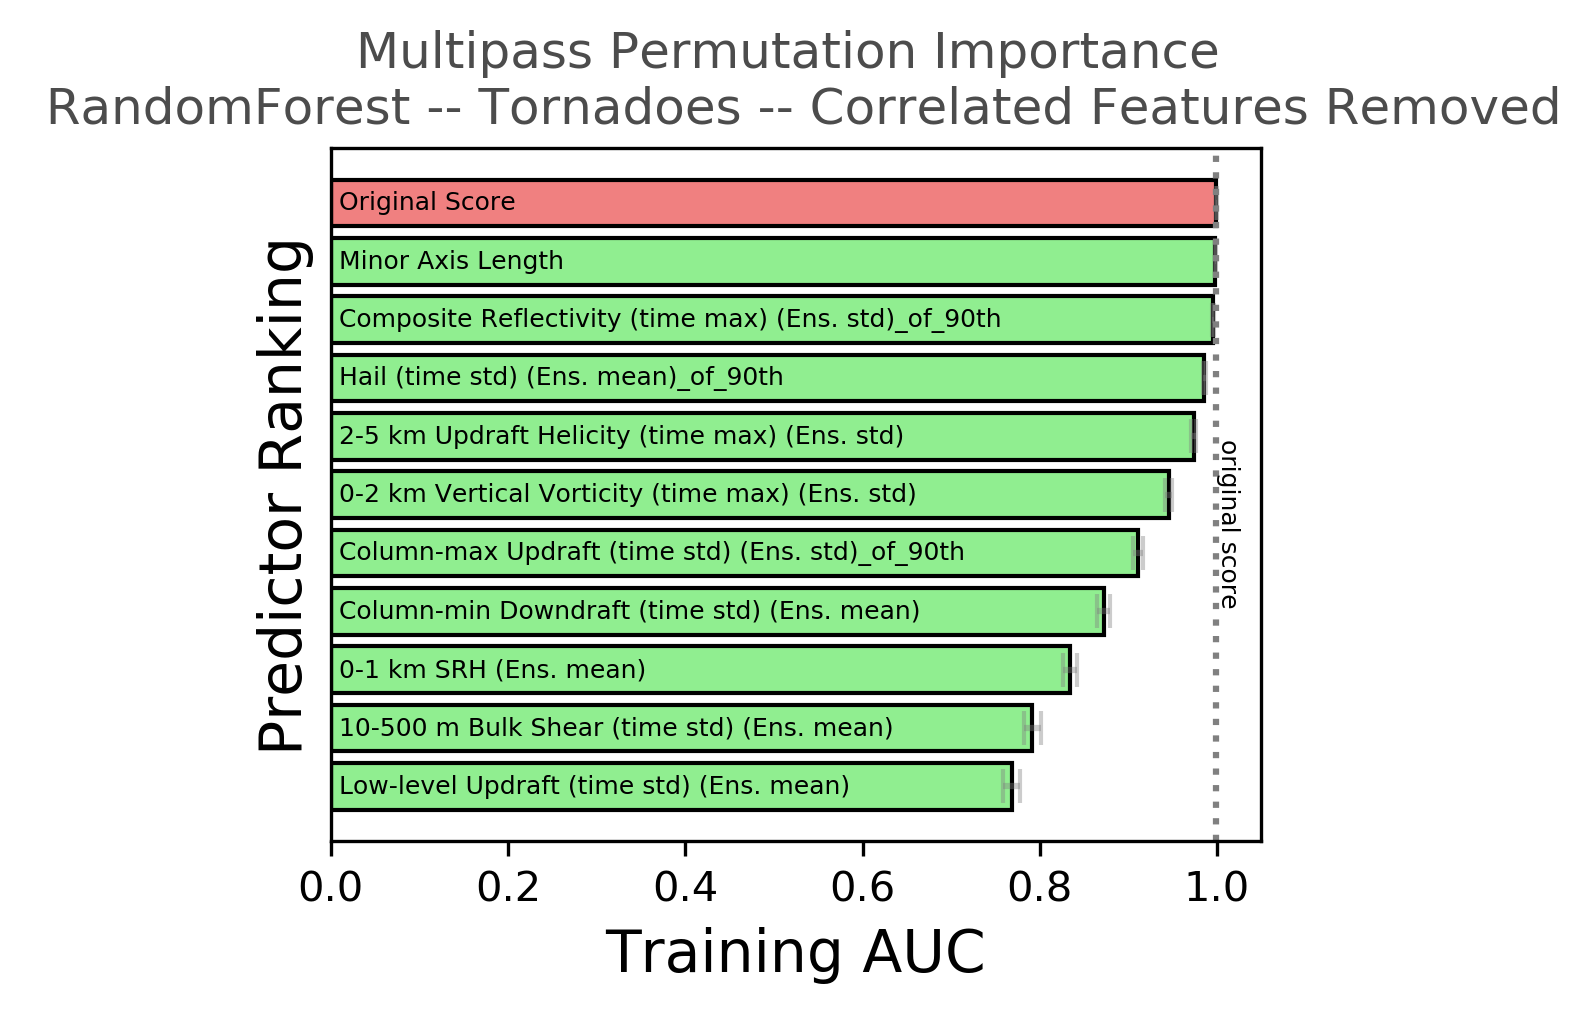 Multipass Permutation Importance
RandomForest -- Tornadoes -- Correlated Features Removed
Predictor Ranking
Original Score
Minor Axis Length
Composite Reflectivity (time max) (Ens. std)_of_90th
Hail (time std) (Ens. mean)_of_90th
2-5 km Updraft Helicity (time max) (Ens. std)
0-2 km Vertical Vorticity (time max) (Ens. std)
Column-max Updraft (time std) (Ens. std)_of_90th
Column-min Downdraft (time std) (Ens. mean)
0-1 km SRH (Ens. mean)
10-500 m Bulk Shear (time std) (Ens. mean)
Low-level Updraft (time std) (Ens. mean)
original score
0.0 0.2 0.4 0.6 0.8 1.0
Training AUC